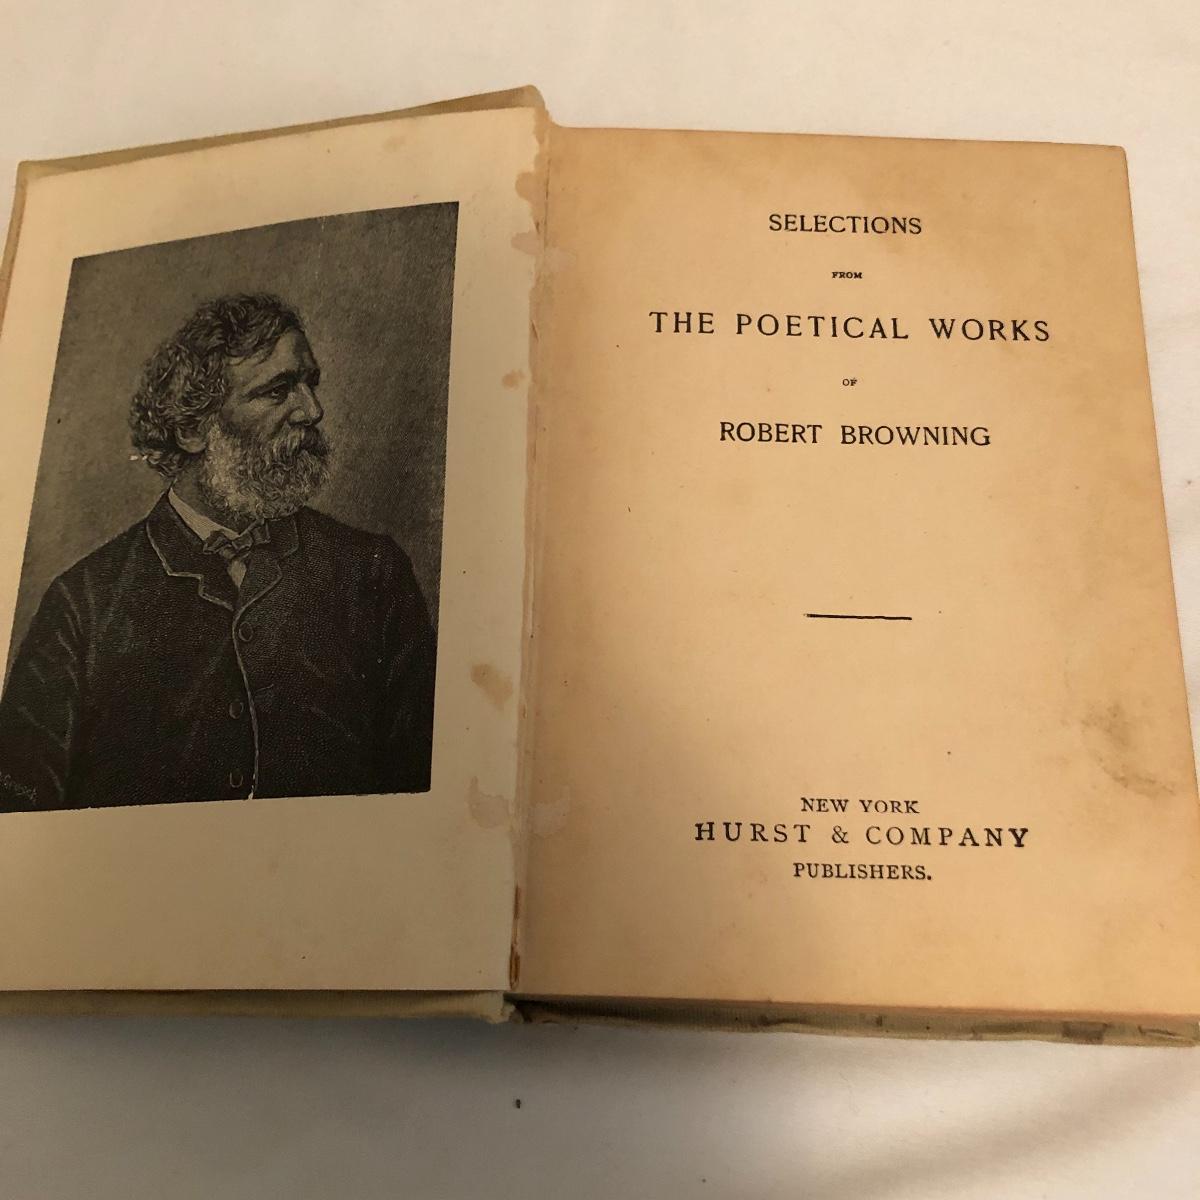 SELECTIONS
FROM
THE POETICAL WORKS
OF
ROBERT BROWNING
NEW YORK
HURST & COMPANY
PUBLISHERS.